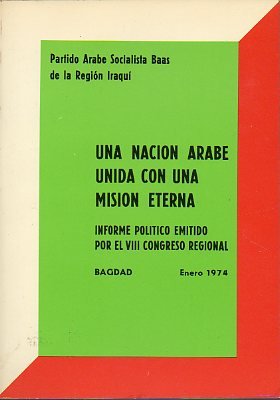 Partido Arabe Socialista Baas
de la Región Iraquí
UNA NACION ARABE
UNIDA CON UNA
MISION ETERNA
INFORME POLITICO EMITIDO
POR EL VIII CONGRESO REGIONAL
BAGDAD Enero 1974